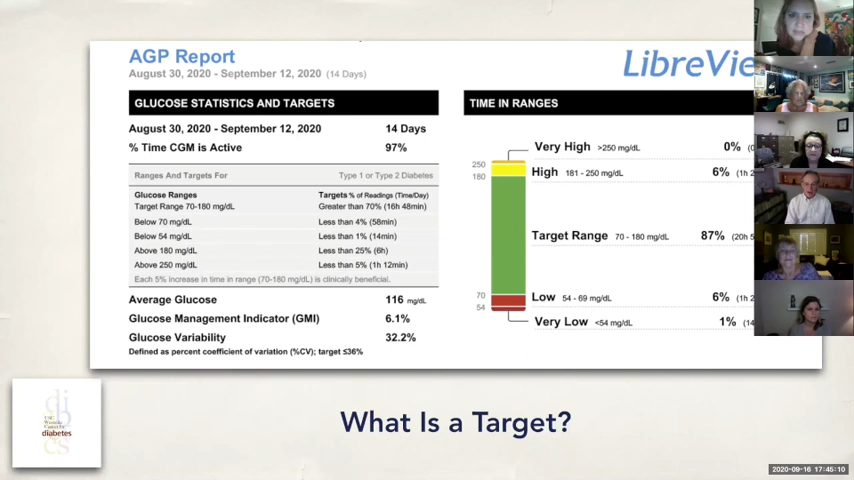 AGP Report
August 30, 2020 - September 12, 2020 (14 Days)
LibreVie
GLUCOSE STATISTICS AND TARGETS
August 30, 2020 - September 12, 2020 14 Days
% Time CGM is Active 97%
Ranges And Targets For Type 1 or Type 2 Diabetes
Glucose Ranges Targets % of Readings (Time/Day)
Target Range 70-180 mg/dL Greater than 70% (16h 48min)
Below 70 mg/dL Less than 4% (58min)
Below 54 mg/dL Less than 1% (14min)
Above 180 mg/dL Less than 25% (6h)
Above 250 mg/dL Less than 5% (1h 12min)
Each 5% increase in time in range (70-180 mg/dL) is clinically beneficial.
Average Glucose 116 mg/dL
Glucose Management Indicator (GMI) 6.1%
Glucose Variability 32.2%
Defined as percent coefficient of variation (%CV); target ≤36%
TIME IN RANGES
Very High >250 mg/dL 0% (0
250
High 181 - 250 mg/dL 6% (1h 2
180
Target Range 70 - 180 mg/dL 87% (20h 5
70
Low 54 - 69 mg/dL 6% (1h 2
54
Very Low <54 mg/dL 1% (14
What Is a Target?
diabetes
2020-09-16 17:45:10